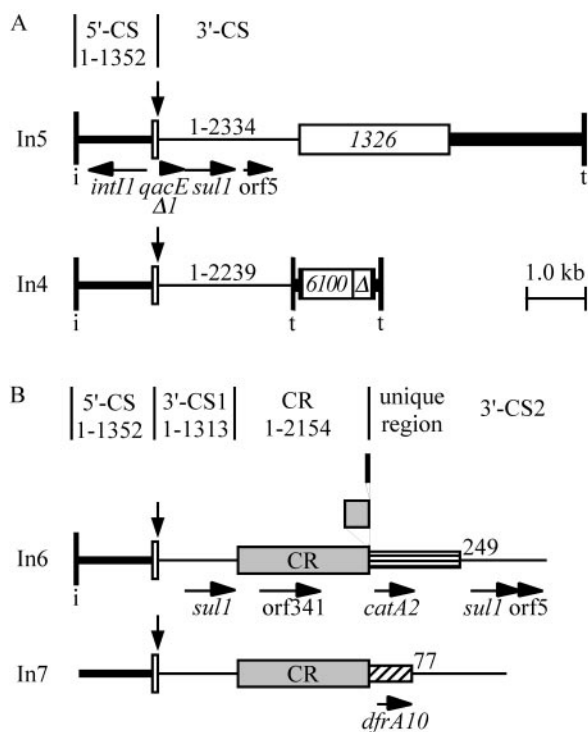 A
5'-CS 3'-CS
1-1352
In5 1-2334 1326
i t
intI1 qacE sul1 orf5
Δ1
In4 1-2239 6100 Δ 1.0 kb
i t t
B
5'-CS 3'-CS1 CR unique 3'-CS2
1-1352 1-1313 1-2154 region
In6 CR 249
i
sul1 orf341 catA2 sul1 orf5
In7 CR 77
dfrA10